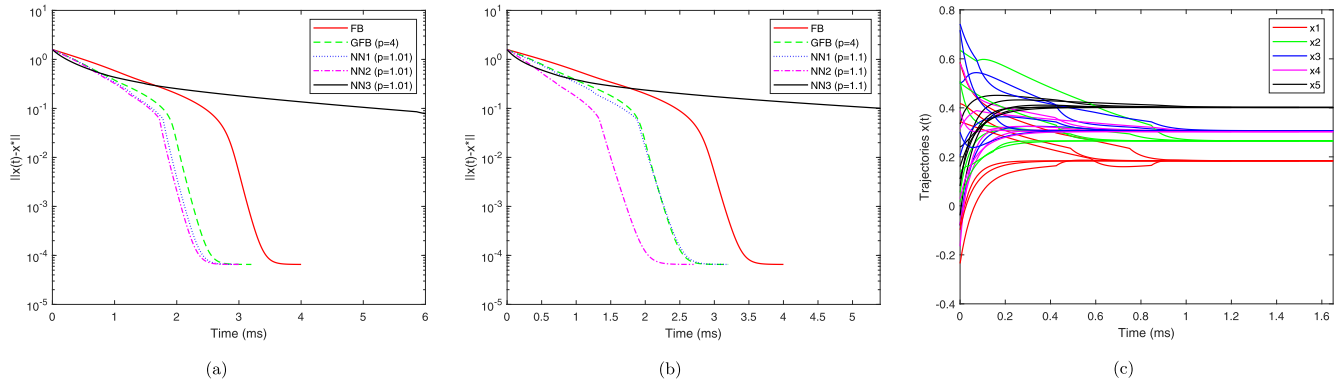 FB
GFB (p=4)
NN1 (p=1.01)
NN2 (p=1.01)
NN3 (p=1.01)
||x(t)-x*||
10^1
10^0
10^-1
10^-2
10^-3
10^-4
10^-5
0 1 2 3 4 5 6
Time (ms)
(a)
FB
GFB (p=4)
NN1 (p=1.1)
NN2 (p=1.1)
NN3 (p=1.1)
||x(t)-x*||
10^1
10^0
10^-1
10^-2
10^-3
10^-4
10^-5
0 0.5 1 1.5 2 2.5 3 3.5 4 4.5 5
Time (ms)
(b)
x1
x2
x3
x4
x5
Trajectories x(t)
0.8
0.6
0.4
0.2
0
-0.2
-0.4
0 0.2 0.4 0.6 0.8 1 1.2 1.4 1.6
Time (ms)
(c)